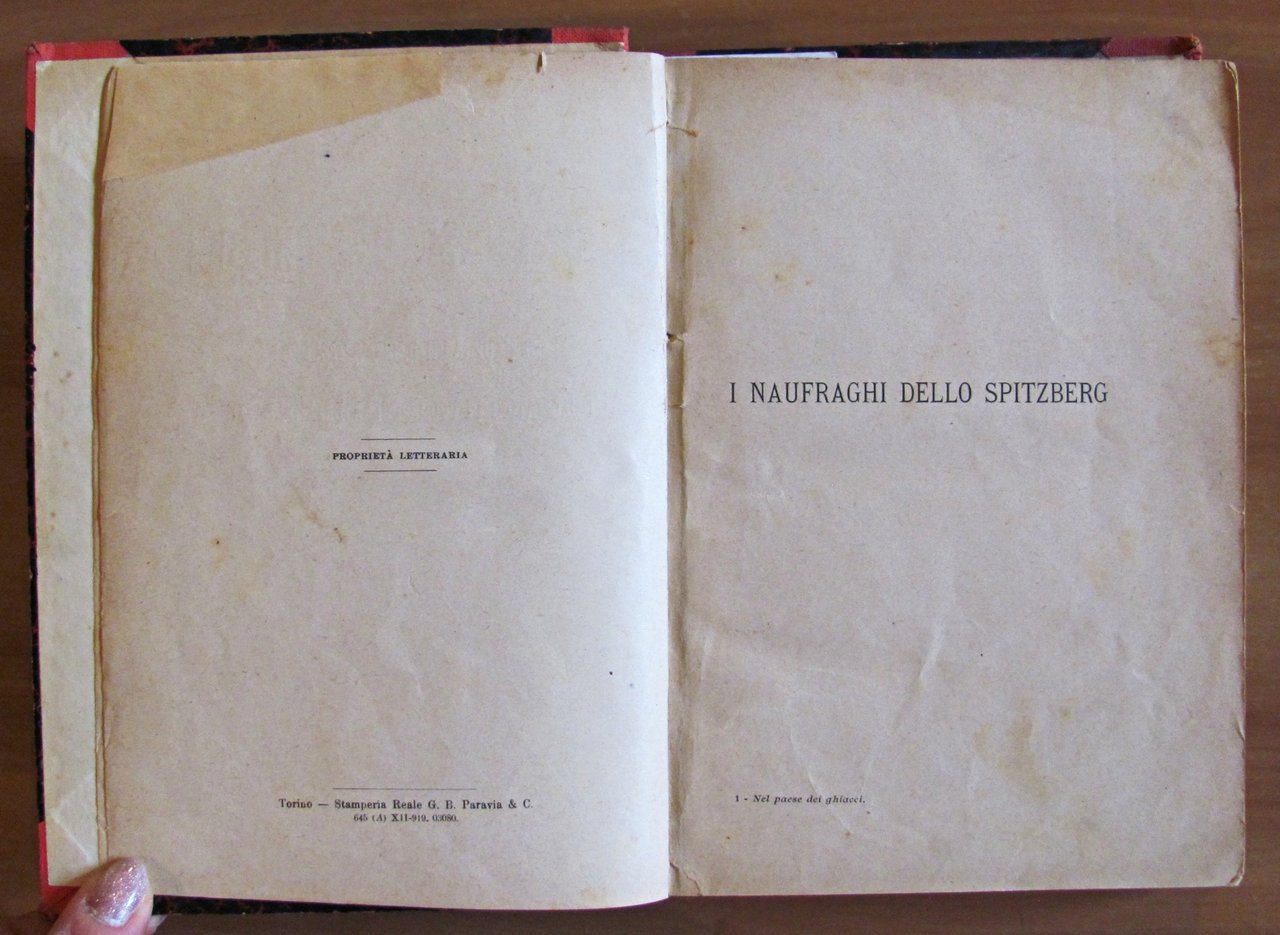 PROPRIETÀ LETTERARIA
Torino — Stamperia Reale G. B. Paravia & C.
645 (A) XII-919. 03080.
I NAUFRAGHI DELLO SPITZBERG
1 - Nel paese dei ghiacci.